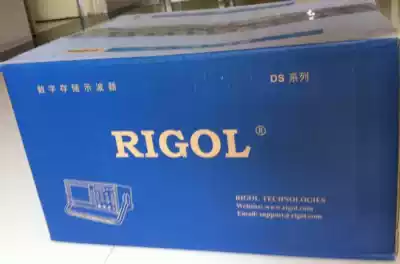 数字存储示波器
DS 系列
RIGOL®
RIGOL TECHNOLOGIES
Website: www.rigol.com
Email: support@rigol.com